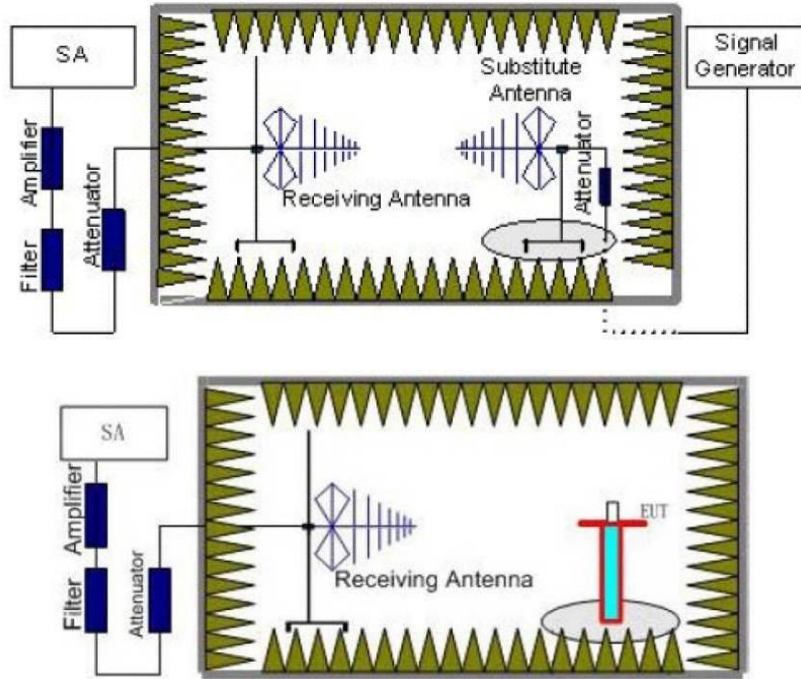 SA
Signal
Generator
Substitute
Antenna
Amplifier
Attenuator
Filter
Receiving Antenna
Attenuator
SA
Amplifier
Filter
Attenuator
Receiving Antenna
EUT